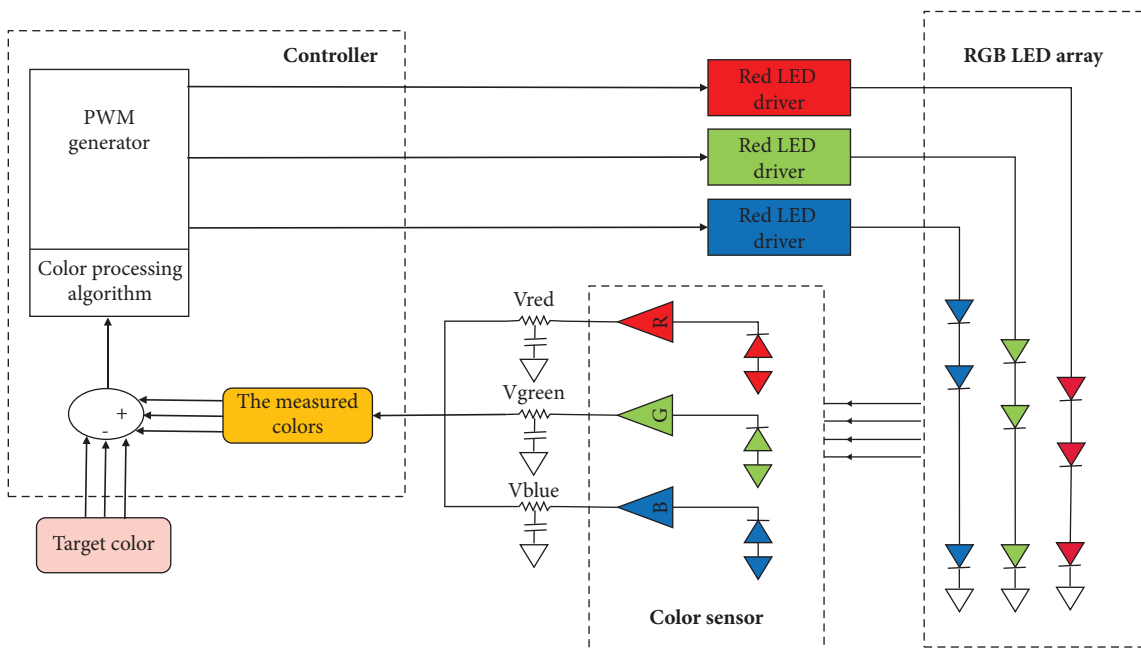 Controller
RGB LED array
PWM
generator
Red LED
driver
Red LED
driver
Red LED
driver
Color processing
algorithm
Vred
R
+
-
The measured
colors
Vgreen
G
Vblue
B
Target color
Color sensor